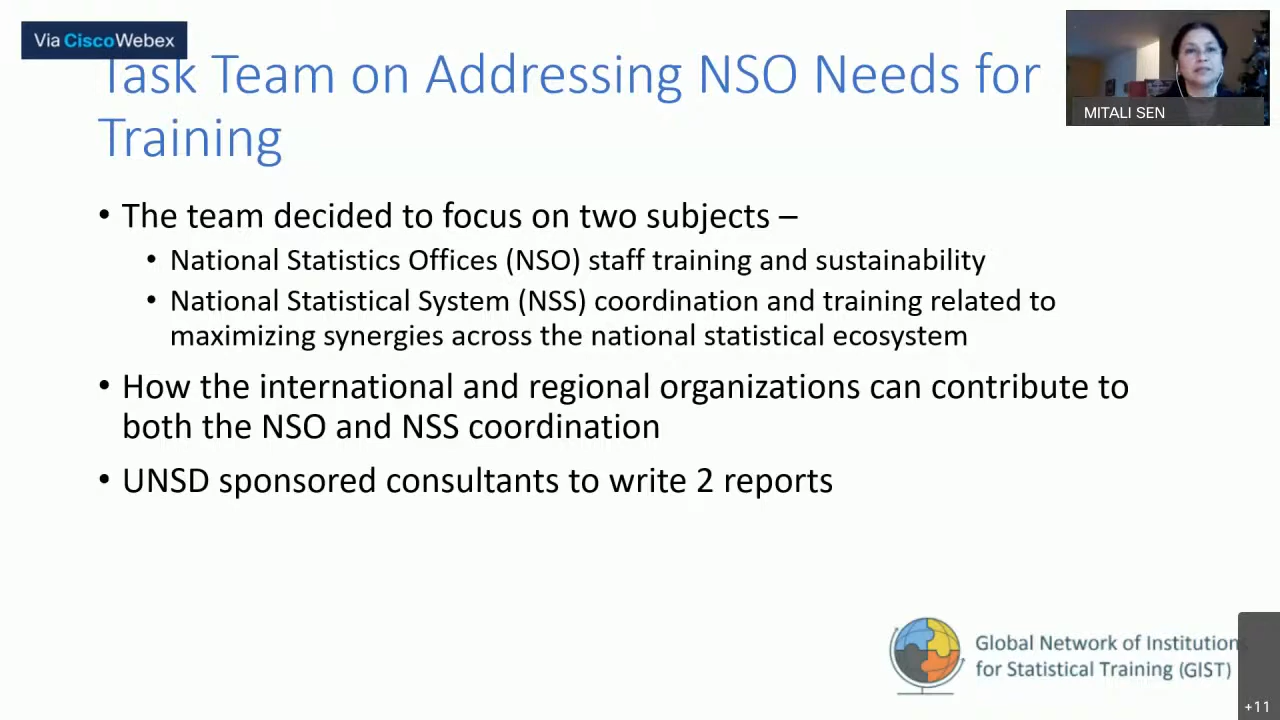 Via CiscoWebex
Task Team on Addressing NSO Needs for
Training
MITALI SEN
• The team decided to focus on two subjects –
• National Statistics Offices (NSO) staff training and sustainability
• National Statistical System (NSS) coordination and training related to
maximizing synergies across the national statistical ecosystem
• How the international and regional organizations can contribute to
both the NSO and NSS coordination
• UNSD sponsored consultants to write 2 reports
Global Network of Institutions
for Statistical Training (GIST)
+11